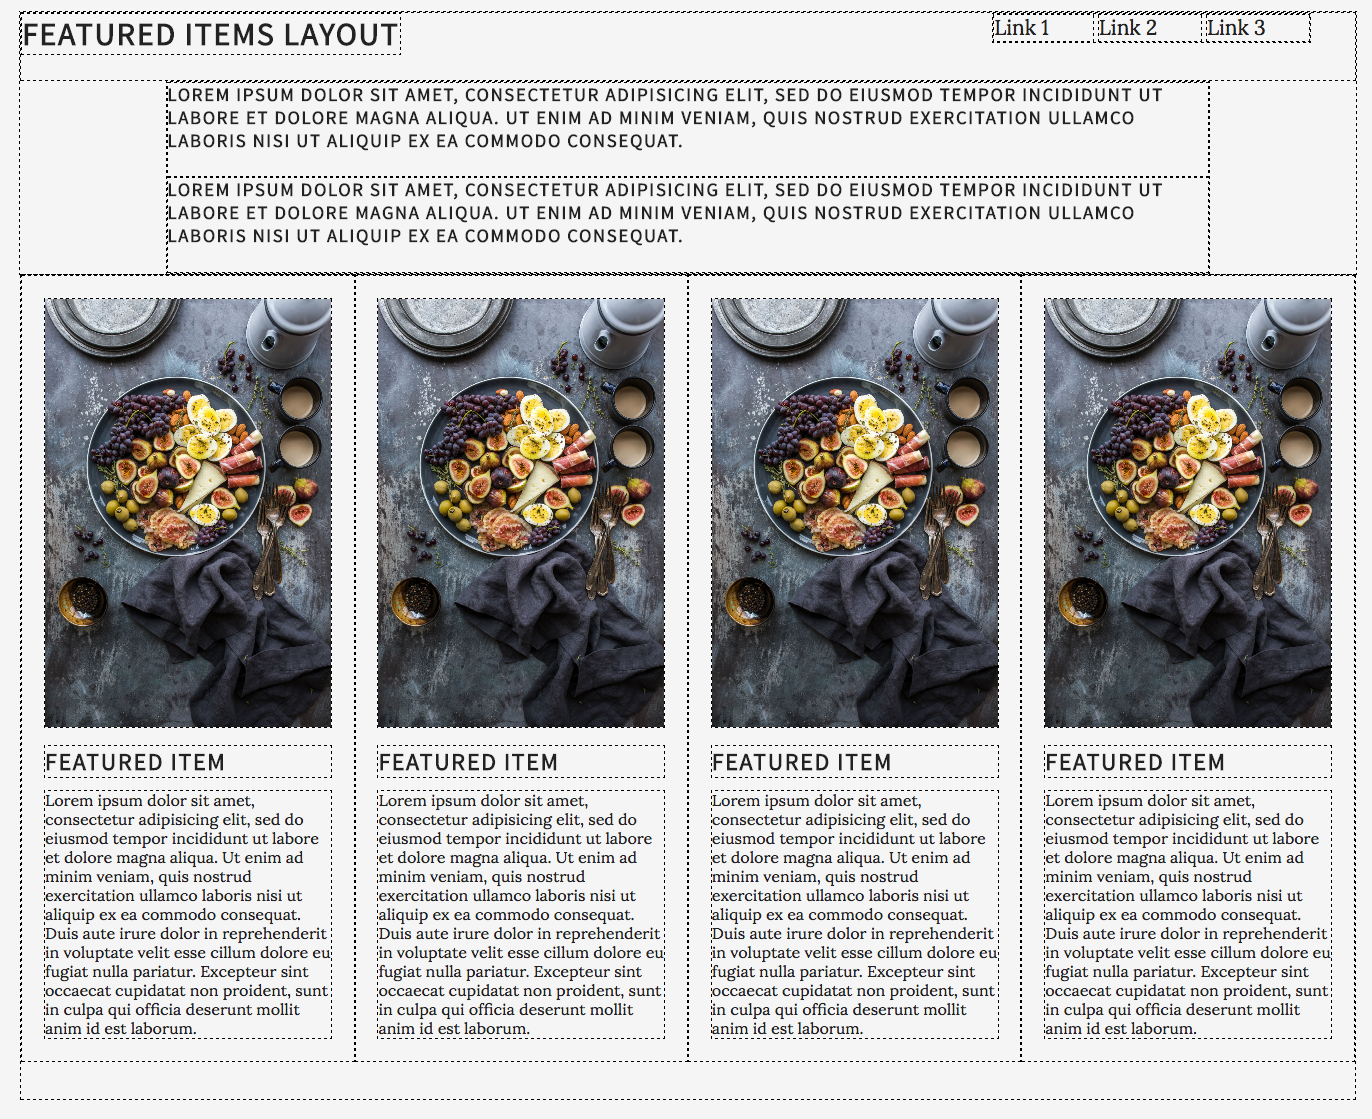 FEATURED ITEMS LAYOUT
Link 1 Link 2 Link 3
LOREM IPSUM DOLOR SIT AMET, CONSECTETUR ADIPISICING ELIT, SED DO EIUSMOD TEMPOR INCIDIDUNT UT
LABORE ET DOLORE MAGNA ALIQUA. UT ENIM AD MINIM VENIAM, QUIS NOSTRUD EXERCITATION ULLAMCO
LABORIS NISI UT ALIQUIP EX EA COMMODO CONSEQUAT.
LOREM IPSUM DOLOR SIT AMET, CONSECTETUR ADIPISICING ELIT, SED DO EIUSMOD TEMPOR INCIDIDUNT UT
LABORE ET DOLORE MAGNA ALIQUA. UT ENIM AD MINIM VENIAM, QUIS NOSTRUD EXERCITATION ULLAMCO
LABORIS NISI UT ALIQUIP EX EA COMMODO CONSEQUAT.
FEATURED ITEM
Lorem ipsum dolor sit amet,
consectetur adipisicing elit, sed do
eiusmod tempor incididunt ut labore
et dolore magna aliqua. Ut enim ad
minim veniam, quis nostrud
exercitation ullamco laboris nisi ut
aliquip ex ea commodo consequat.
Duis aute irure dolor in reprehenderit
in voluptate velit esse cillum dolore eu
fugiat nulla pariatur. Excepteur sint
occaecat cupidatat non proident, sunt
in culpa qui officia deserunt mollit
anim id est laborum.
FEATURED ITEM
Lorem ipsum dolor sit amet,
consectetur adipisicing elit, sed do
eiusmod tempor incididunt ut labore
et dolore magna aliqua. Ut enim ad
minim veniam, quis nostrud
exercitation ullamco laboris nisi ut
aliquip ex ea commodo consequat.
Duis aute irure dolor in reprehenderit
in voluptate velit esse cillum dolore eu
fugiat nulla pariatur. Excepteur sint
occaecat cupidatat non proident, sunt
in culpa qui officia deserunt mollit
anim id est laborum.
FEATURED ITEM
Lorem ipsum dolor sit amet,
consectetur adipisicing elit, sed do
eiusmod tempor incididunt ut labore
et dolore magna aliqua. Ut enim ad
minim veniam, quis nostrud
exercitation ullamco laboris nisi ut
aliquip ex ea commodo consequat.
Duis aute irure dolor in reprehenderit
in voluptate velit esse cillum dolore eu
fugiat nulla pariatur. Excepteur sint
occaecat cupidatat non proident, sunt
in culpa qui officia deserunt mollit
anim id est laborum.
FEATURED ITEM
Lorem ipsum dolor sit amet,
consectetur adipisicing elit, sed do
eiusmod tempor incididunt ut labore
et dolore magna aliqua. Ut enim ad
minim veniam, quis nostrud
exercitation ullamco laboris nisi ut
aliquip ex ea commodo consequat.
Duis aute irure dolor in reprehenderit
in voluptate velit esse cillum dolore eu
fugiat nulla pariatur. Excepteur sint
occaecat cupidatat non proident, sunt
in culpa qui officia deserunt mollit
anim id est laborum.